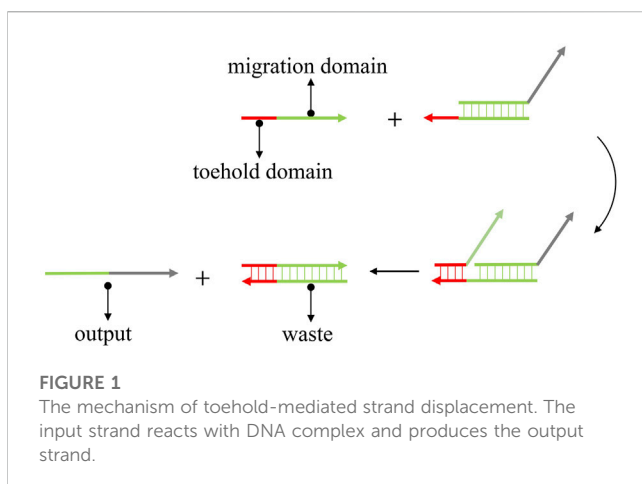 migration domain
+
toehold domain
+
output
waste
FIGURE 1
The mechanism of toehold-mediated strand displacement. The
input strand reacts with DNA complex and produces the output
strand.